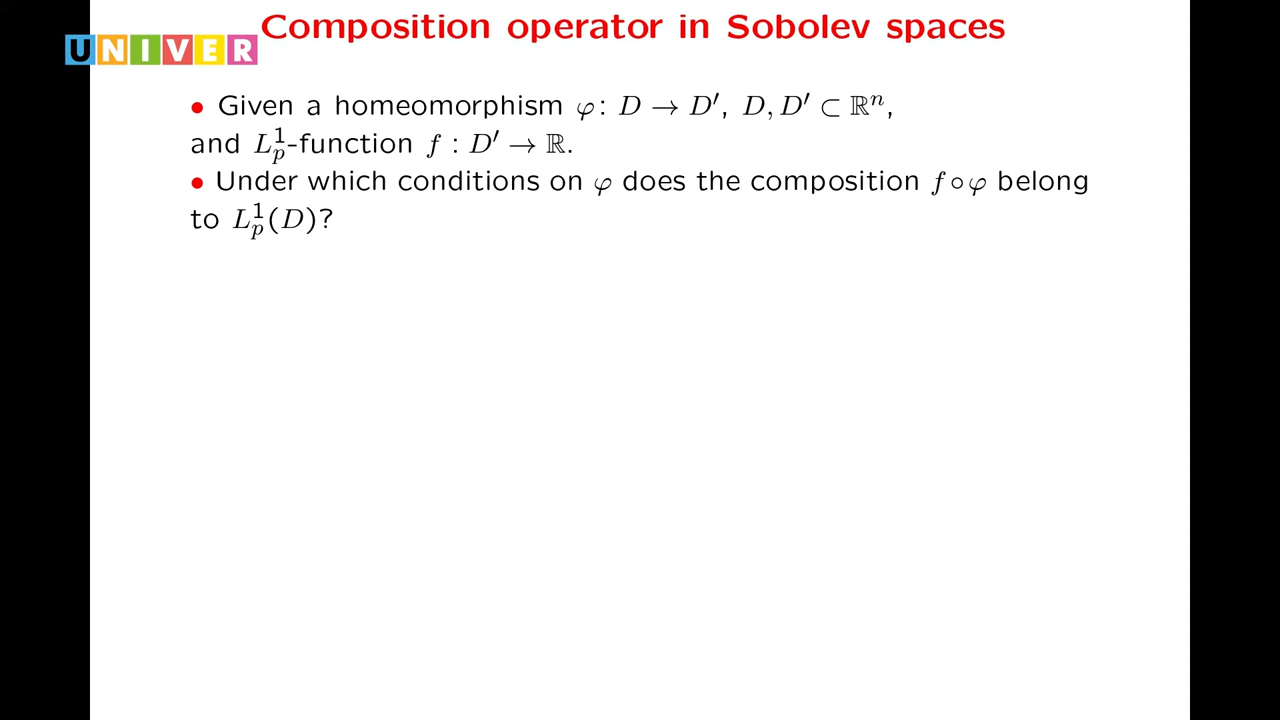 Composition operator in Sobolev spaces
UNIVER
• Given a homeomorphism φ: D → D′, D, D′ ⊂ ℝⁿ,
and L¹ₚ-function f : D′ → ℝ.
• Under which conditions on φ does the composition f∘φ belong
to L¹ₚ(D)?